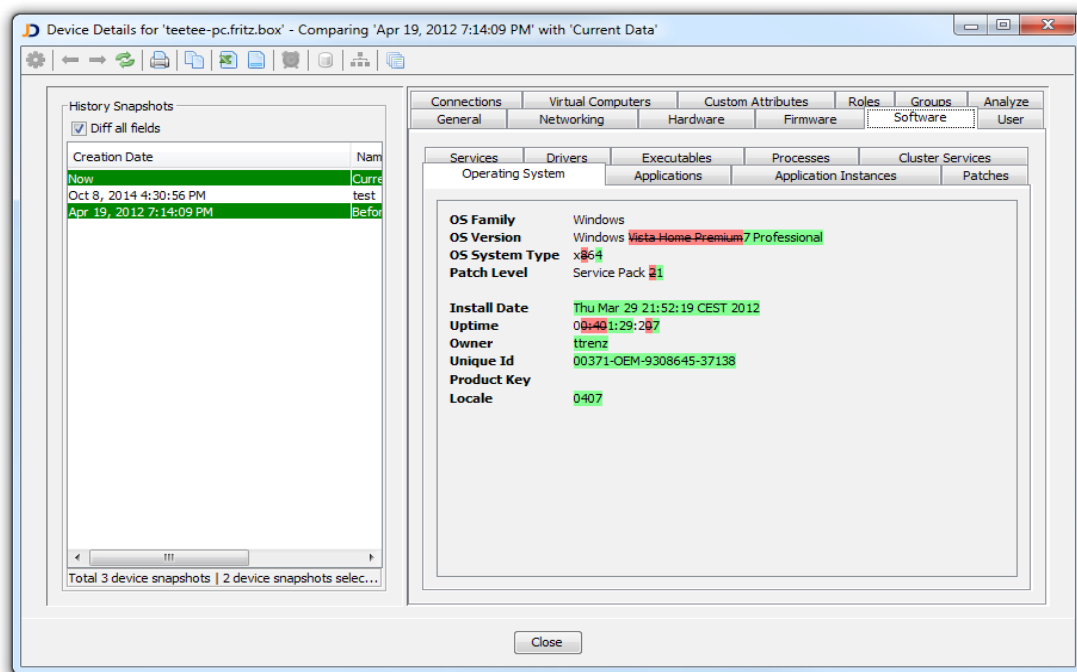 Device Details for 'teetee-pc.fritz.box' - Comparing 'Apr 19, 2012 7:14:09 PM' with 'Current Data'
History Snapshots
Diff all fields
Creation Date Nam
Now Curre
Oct 8, 2014 4:30:56 PM test
Apr 19, 2012 7:14:09 PM Befor
Total 3 device snapshots | 2 device snapshots selec...
Connections Virtual Computers Custom Attributes Roles Groups Analyze
General Networking Hardware Firmware Software User
Services Drivers Executables Processes Cluster Services
Operating System Applications Application Instances Patches
OS Family Windows
OS Version Windows Vista Home Premium7 Professional
OS System Type x864
Patch Level Service Pack 21
Install Date Thu Mar 29 21:52:19 CEST 2012
Uptime 00:401:29:207
Owner ttrenz
Unique Id 00371-OEM-9308645-37138
Product Key
Locale 0407
Close